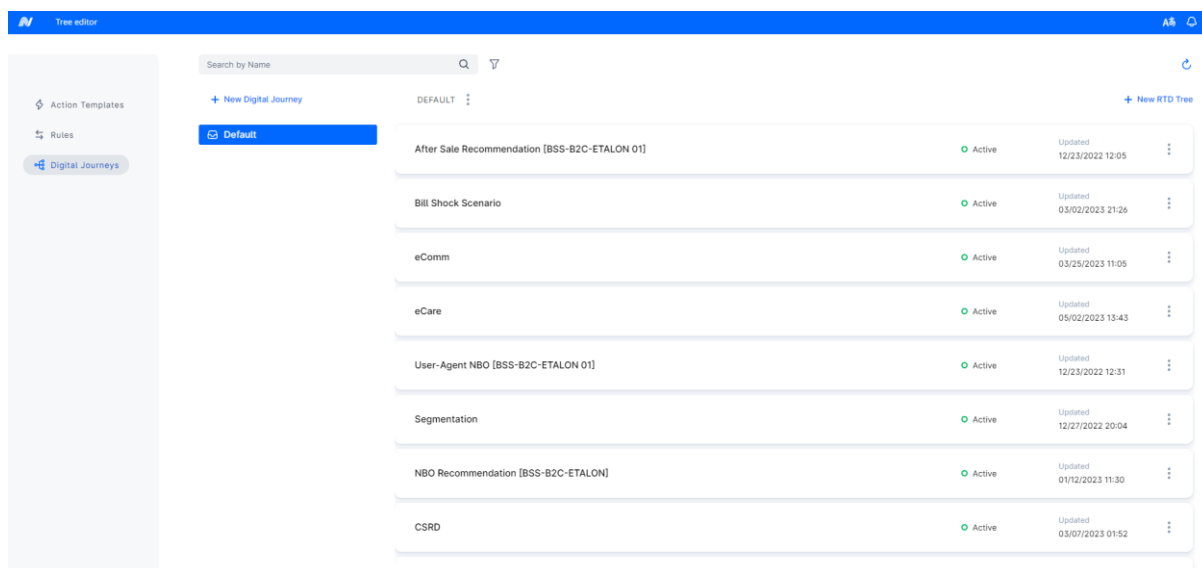 Tree editor
Search by Name
Action Templates
Rules
Digital Journeys
+ New Digital Journey
Default
DEFAULT
+ New RTD Tree
After Sale Recommendation [BSS-B2C-ETALON 01] Active Updated 12/23/2022 12:05
Bill Shock Scenario Active Updated 03/02/2023 21:26
eComm Active Updated 03/25/2023 11:05
eCare Active Updated 05/02/2023 13:43
User-Agent NBO [BSS-B2C-ETALON 01] Active Updated 12/23/2022 12:31
Segmentation Active Updated 12/27/2022 20:04
NBO Recommendation [BSS-B2C-ETALON] Active Updated 01/12/2023 11:30
CSRD Active Updated 03/07/2023 01:52